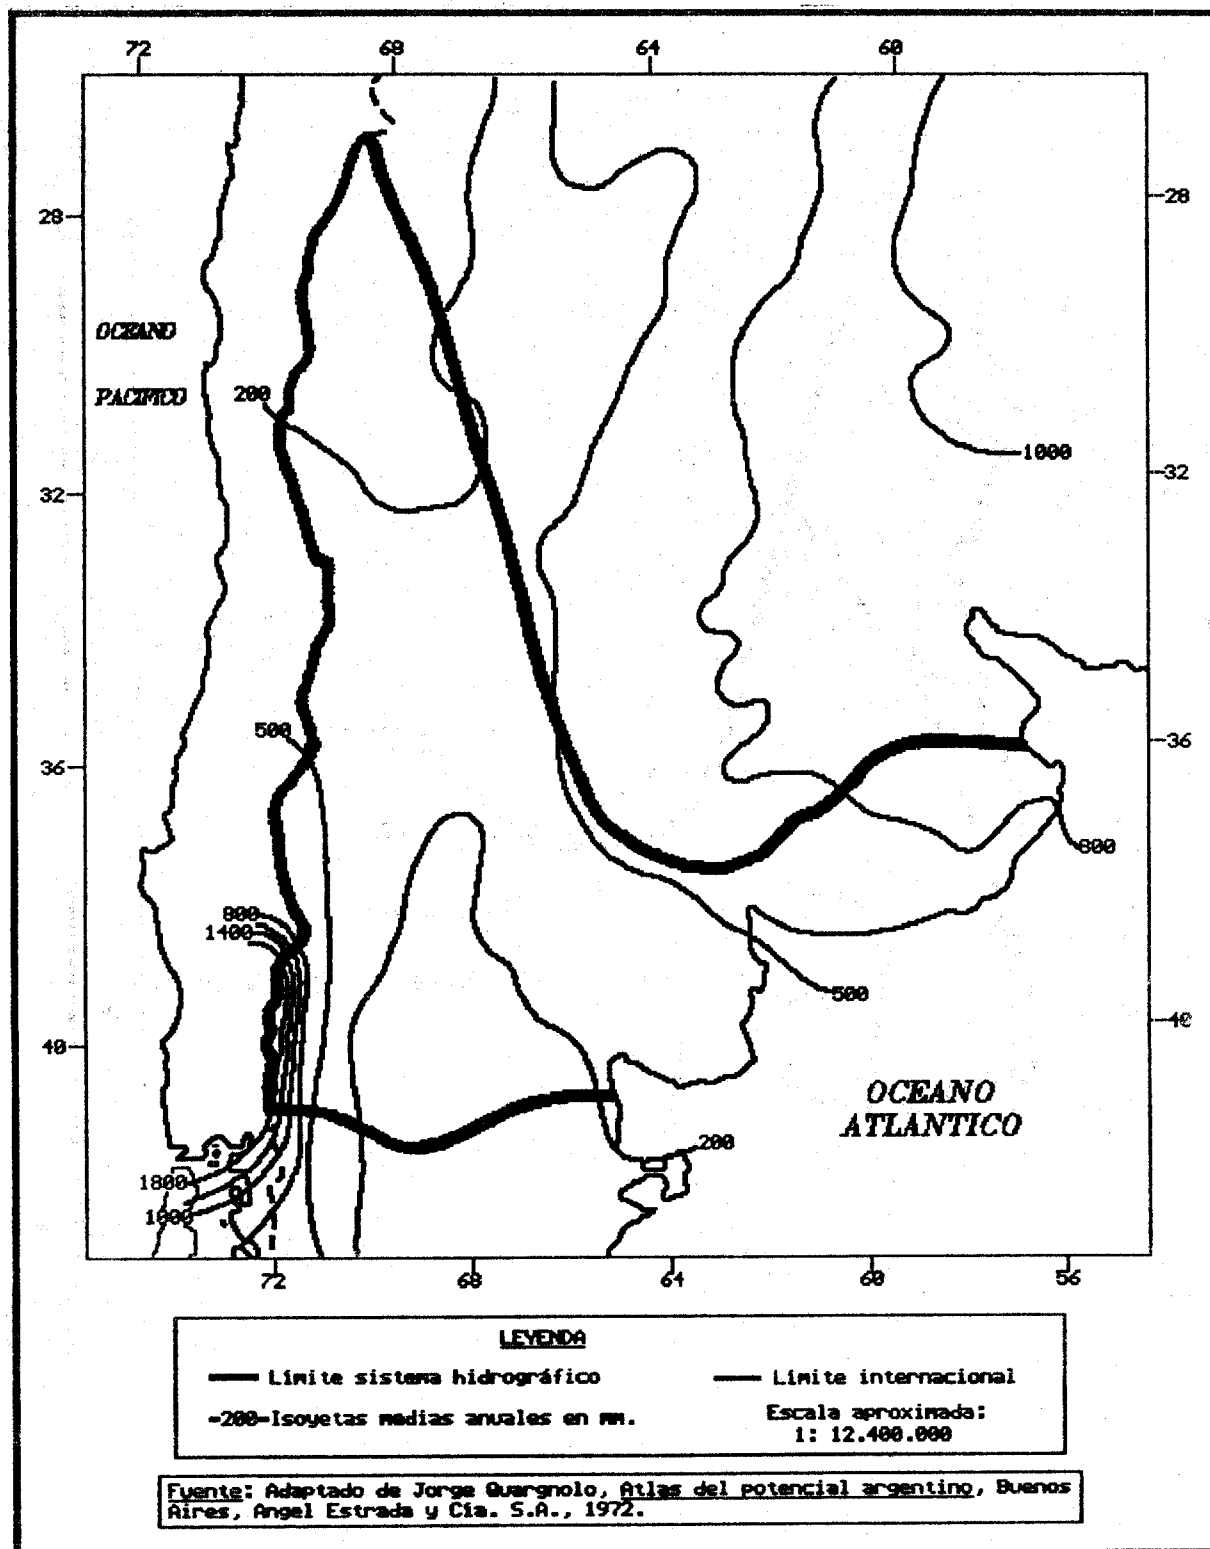 72 68 64 60
28 28
OCEANO
PACIFICO
200
1000
32 32
500
36 36
800
800
1400
500
40 40
OCEANO
ATLANTICO
200
1800
1000
72 68 64 60 56
LEYENDA
Límite sistema hidrográfico Límite internacional
-200-Isoyetas medias anuales en mm. Escala aproximada:
1: 12.400.000
Fuente: Adaptado de Jorge Quargnolo, Atlas del potencial argentino, Buenos
Aires, Angel Estrada y Cía. S.A., 1972.